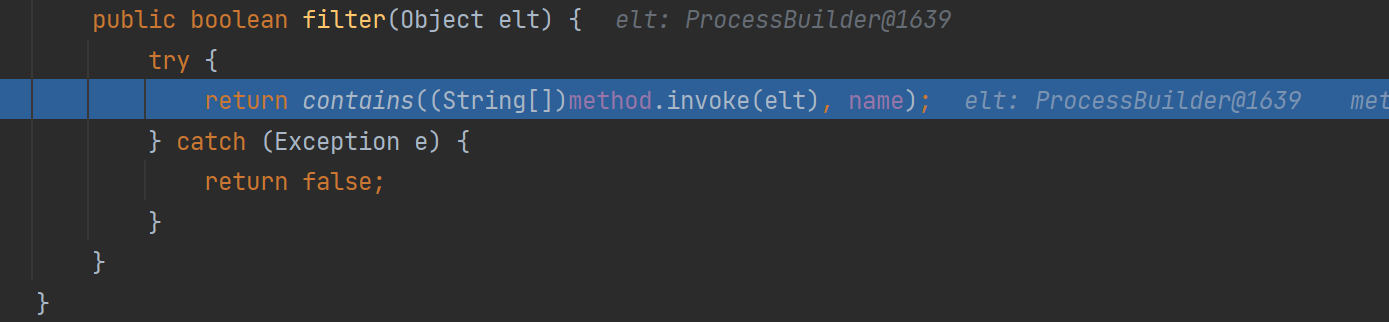 public boolean filter(Object elt) {  elt: ProcessBuilder@1639
try {
return contains((String[])method.invoke(elt), name);  elt: ProcessBuilder@1639  met
} catch (Exception e) {
return false;
}
}
}